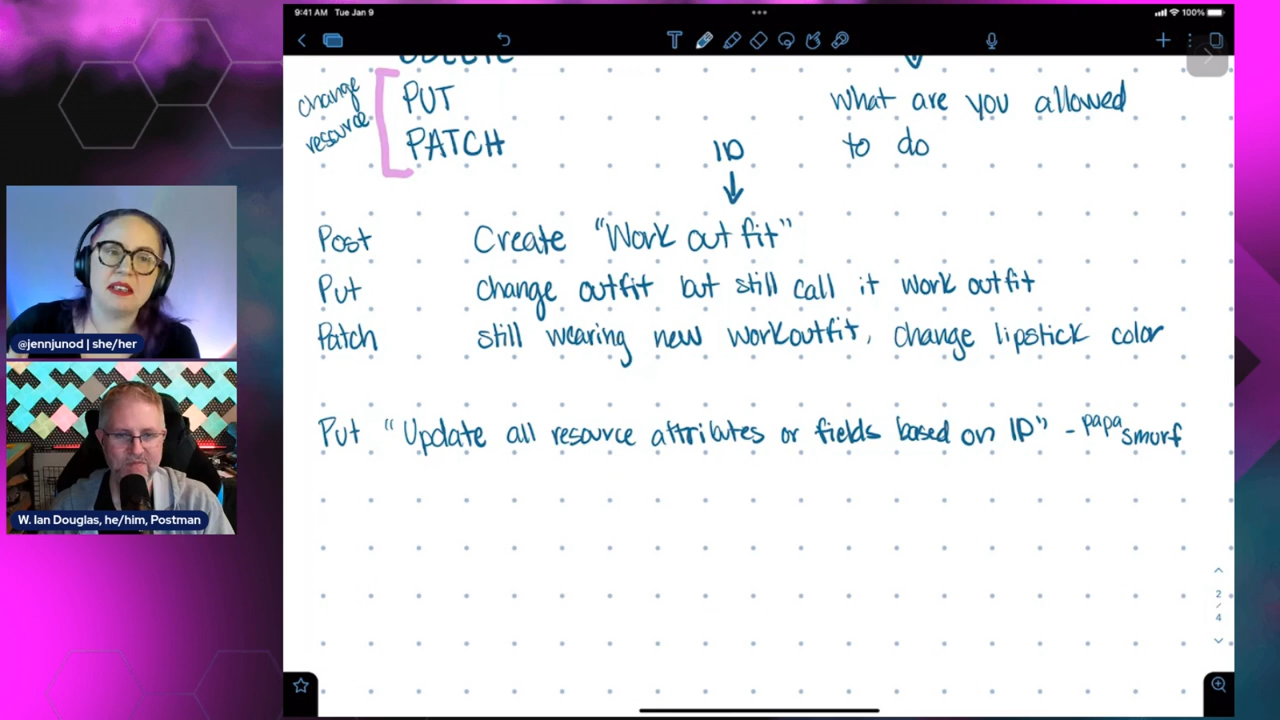 9:41 AM Tue Jan 9
100%
DELETE
change
resource
PUT
PATCH
what are you allowed
to do
ID
Post Create "Work out fit"
Put change outfit but still call it work outfit
Patch still wearing new workoutfit, change lipstick color
Put "Update all resource attributes or fields based on ID" - papa smurf
@jennjunod | she/her
W. Ian Douglas, he/him, Postman
2
/
4